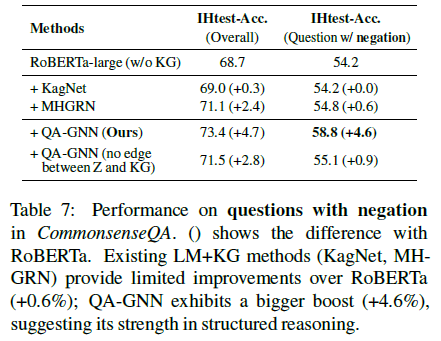 Methods IHtest-Acc. IHtest-Acc.
(Overall) (Question w/ negation)
RoBERTa-large (w/o KG) 68.7 54.2
+ KagNet 69.0 (+0.3) 54.2 (+0.0)
+ MHGRN 71.1 (+2.4) 54.8 (+0.6)
+ QA-GNN (Ours) 73.4 (+4.7) 58.8 (+4.6)
+ QA-GNN (no edge
between Z and KG) 71.5 (+2.8) 55.1 (+0.9)
Table 7: Performance on questions with negation
in CommonsenseQA. () shows the difference with
RoBERTa. Existing LM+KG methods (KagNet, MH-
GRN) provide limited improvements over RoBERTa
(+0.6%); QA-GNN exhibits a bigger boost (+4.6%),
suggesting its strength in structured reasoning.